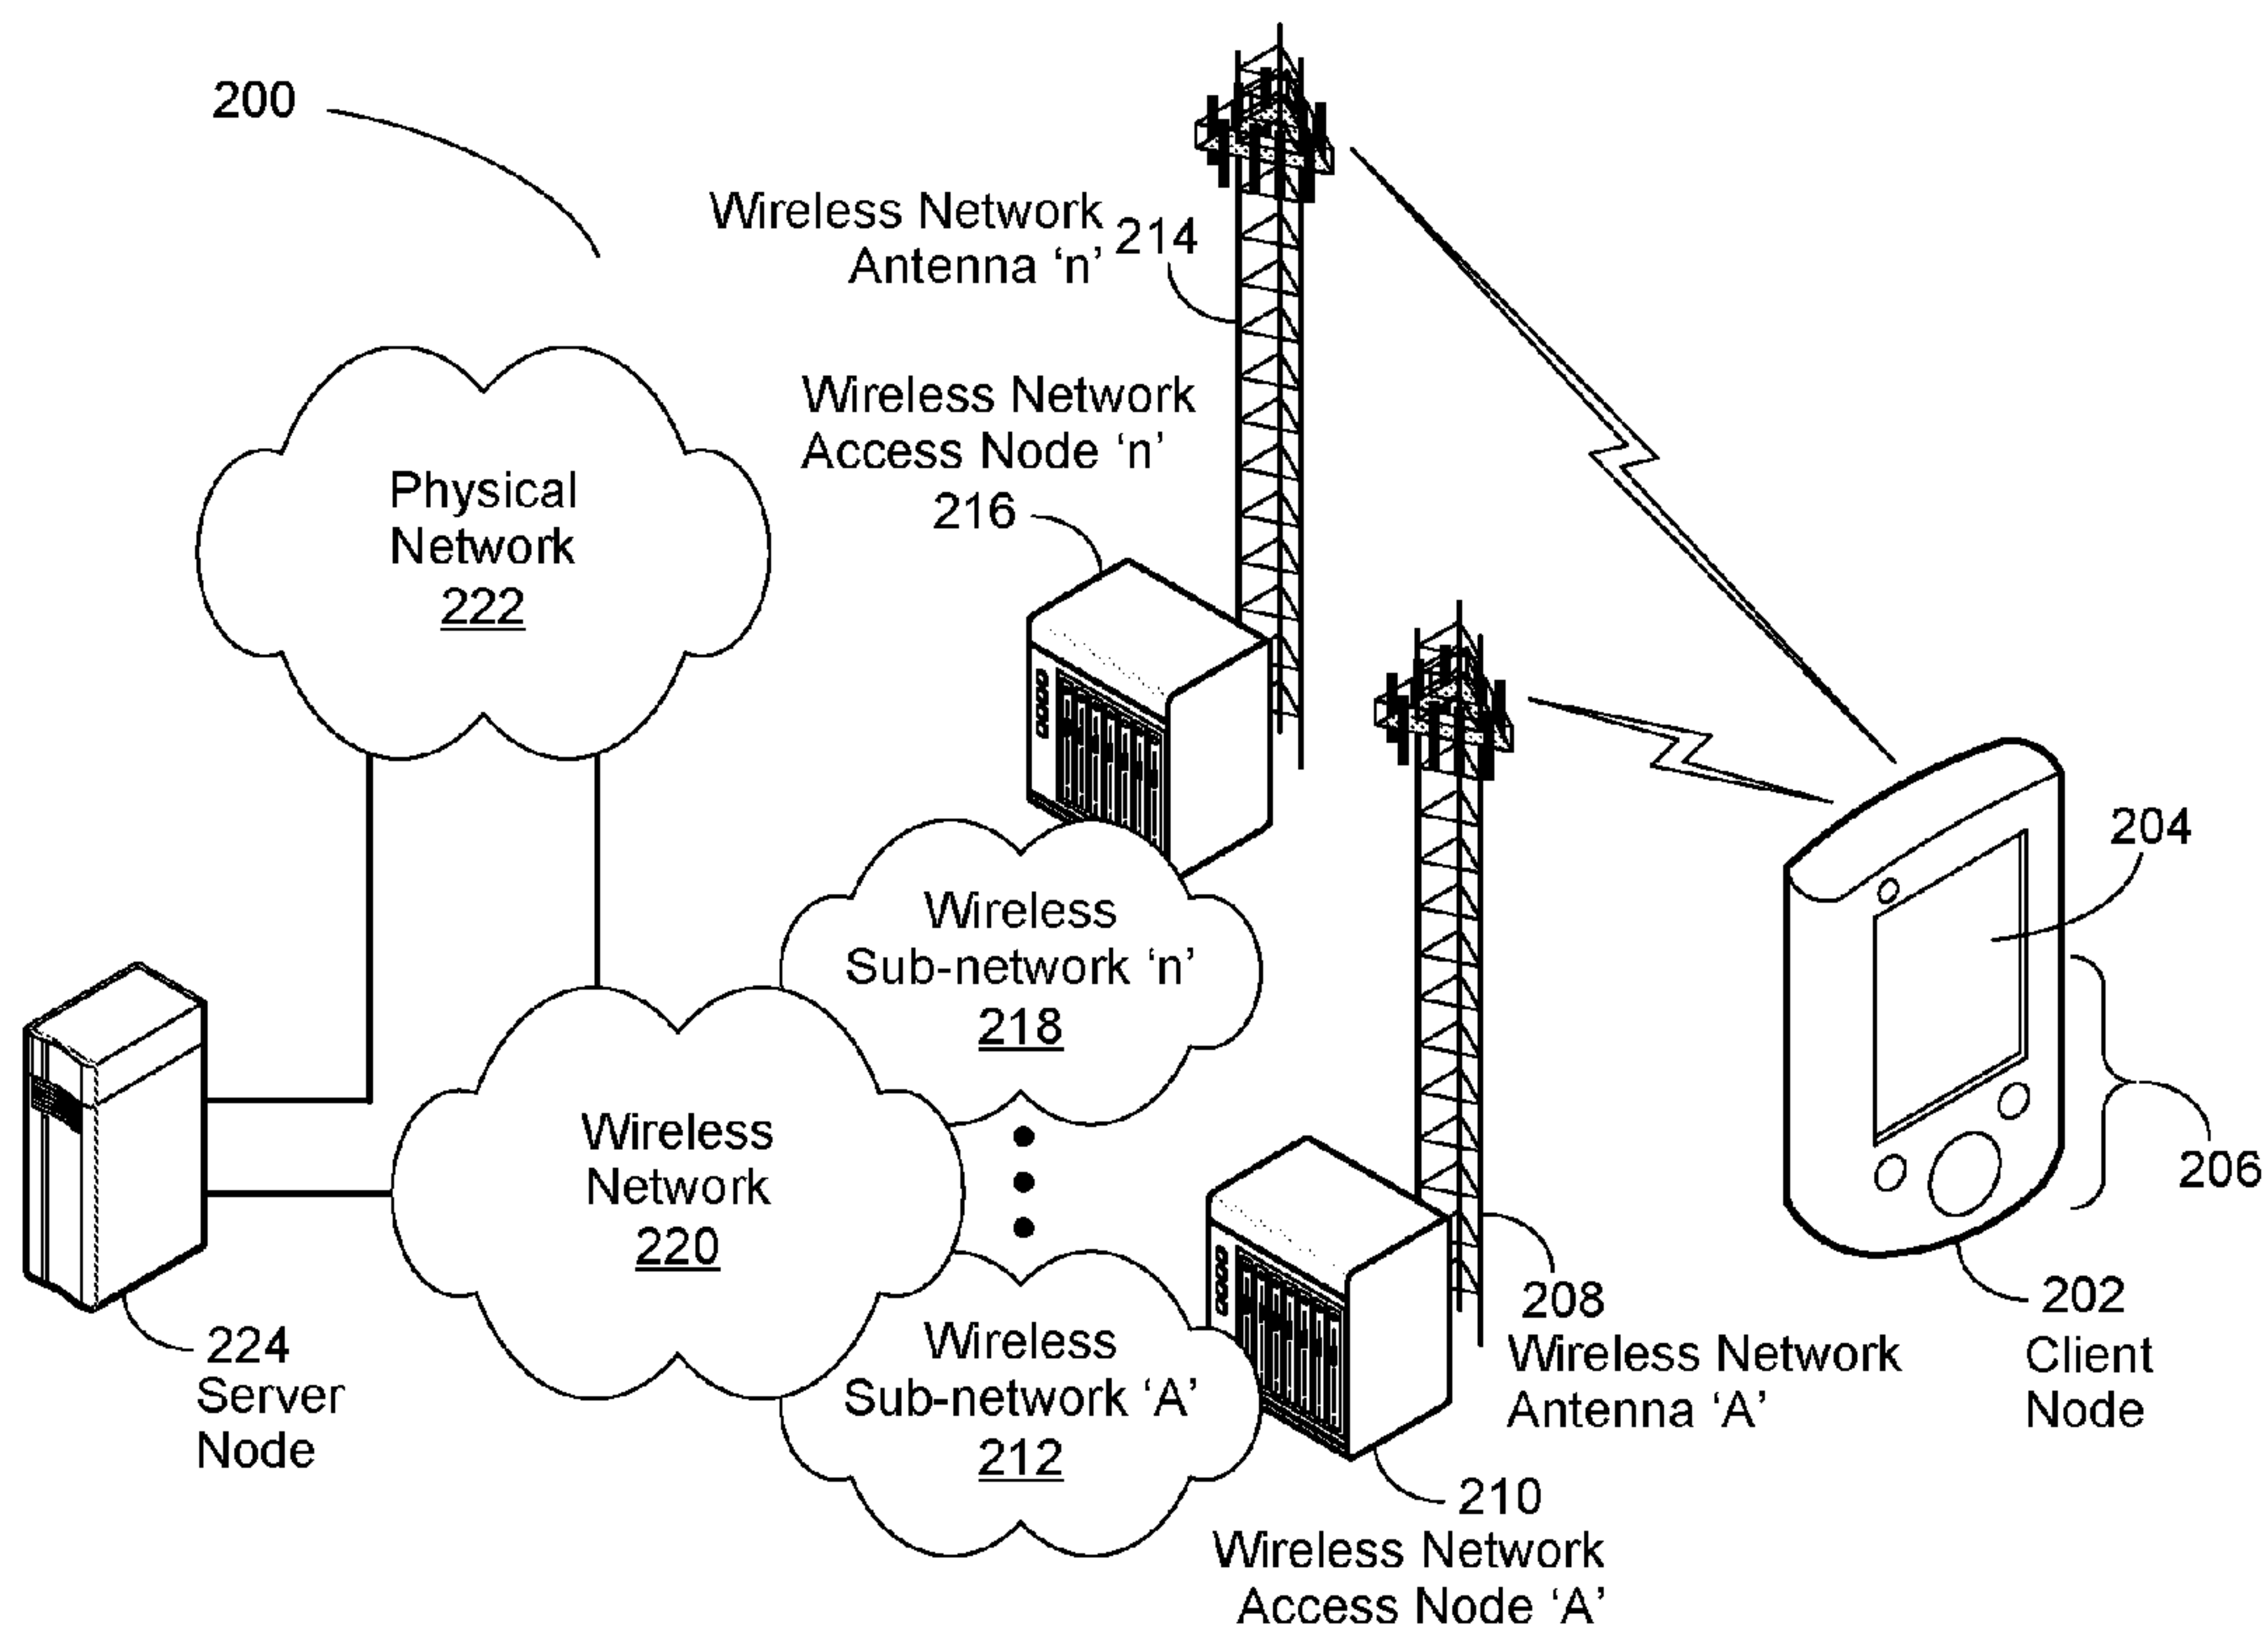 200
Wireless Network
Antenna ‘n’
214
Wireless Network
Access Node ‘n’
216
Physical
Network
222
204
Wireless
Sub-network ‘n’
218
206
Wireless
Network
220
208
Wireless Network
Antenna ‘A’
202
Client
Node
224
Server
Node
Wireless
Sub-network ‘A’
212
210
Wireless Network
Access Node ‘A’